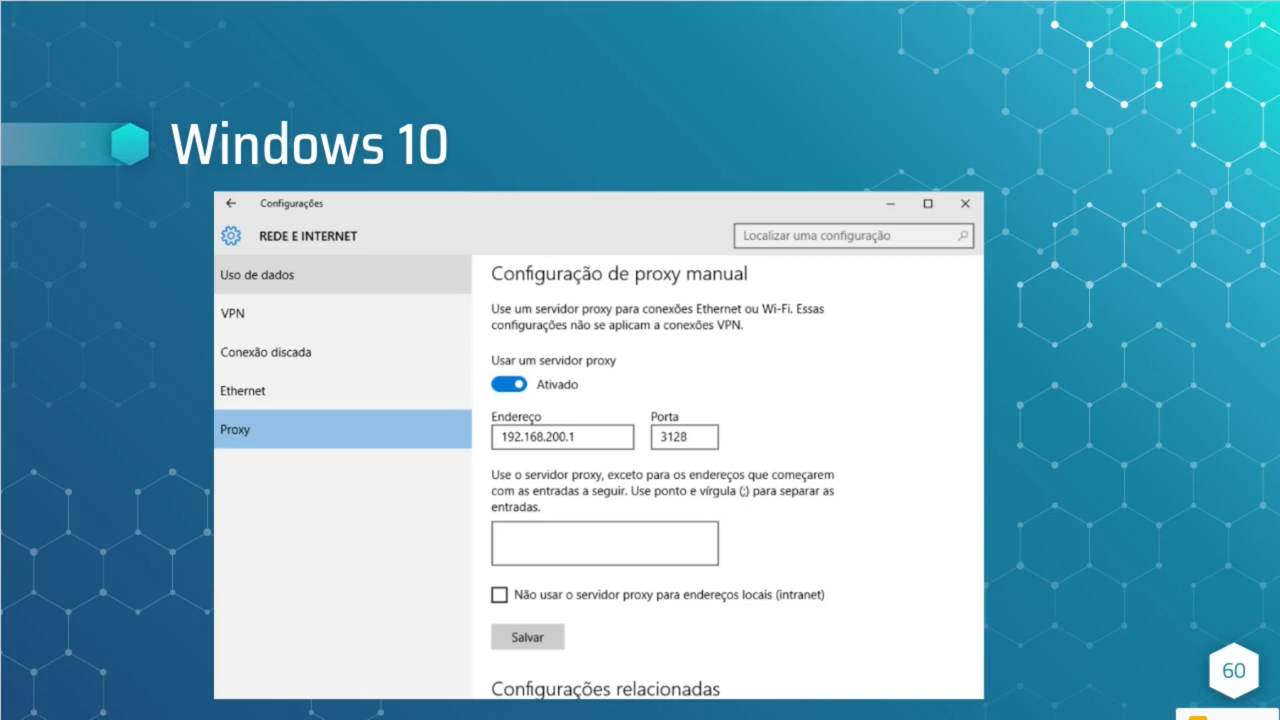 Windows 10
Configurações
REDE E INTERNET
Localizar uma configuração
Uso de dados
VPN
Conexão discada
Ethernet
Proxy
Configuração de proxy manual
Use um servidor proxy para conexões Ethernet ou Wi-Fi. Essas
configurações não se aplicam a conexões VPN.
Usar um servidor proxy
Ativado
Endereço Porta
192.168.200.1 3128
Use o servidor proxy, exceto para os endereços que começarem
com as entradas a seguir. Use ponto e vírgula (;) para separar as
entradas.
Não usar o servidor proxy para endereços locais (intranet)
Salvar
Configurações relacionadas
60